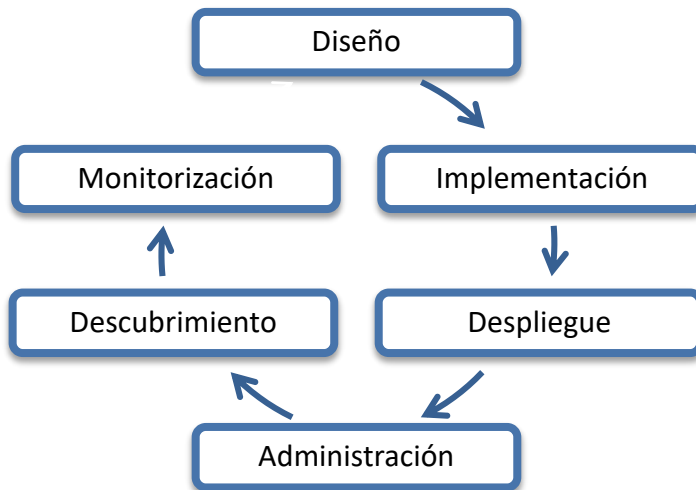 Diseño
Monitorización
Implementación
Descubrimiento
Despliegue
Administración